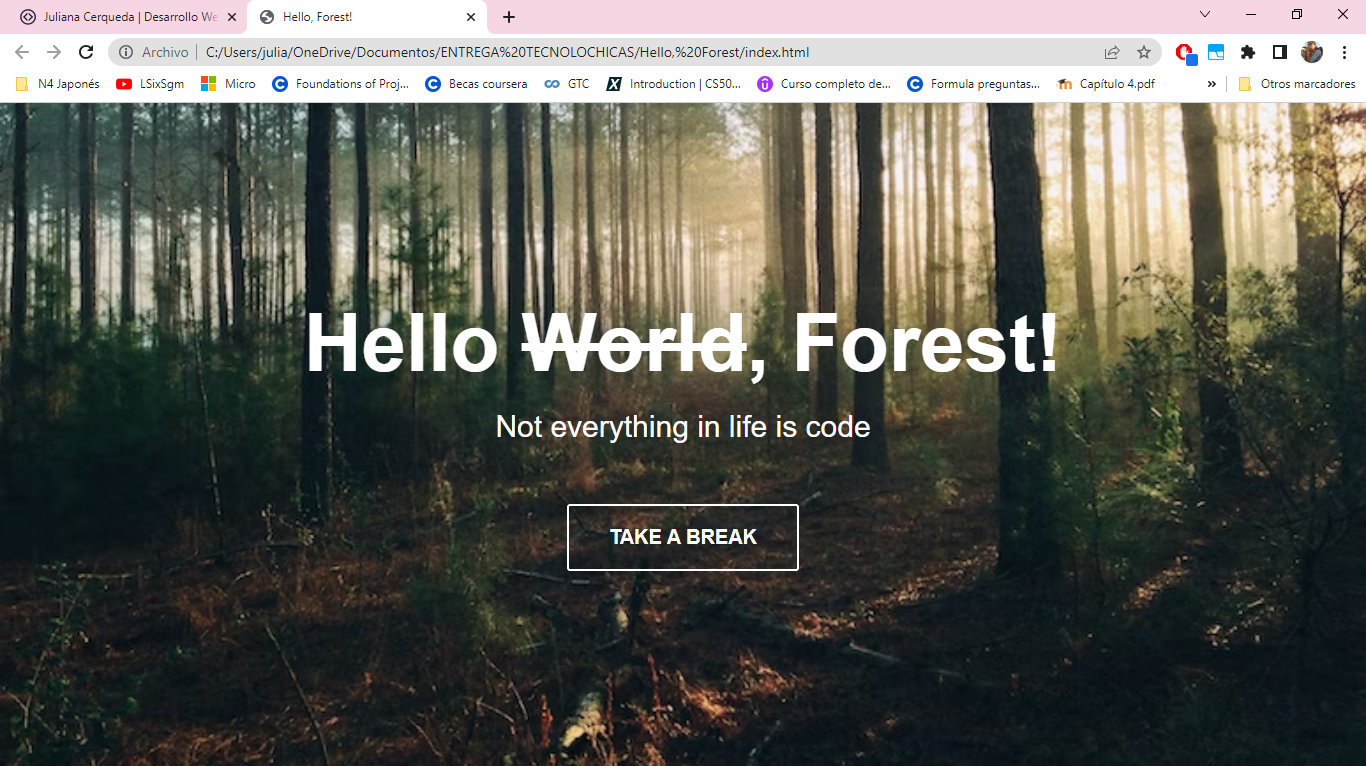 Juliana Cerqueda | Desarrollo We
Hello, Forest!
Archivo | C:/Users/julia/OneDrive/Documentos/ENTREGA%20TECNOLOCHICAS/Hello,%20Forest/index.html
N4 Japonés LSixSgm Micro Foundations of Proj... Becas coursera GTC Introduction | CS50... Curso completo de... Formula preguntas... Capítulo 4.pdf » Otros marcadores
Hello World, Forest!
Not everything in life is code
TAKE A BREAK